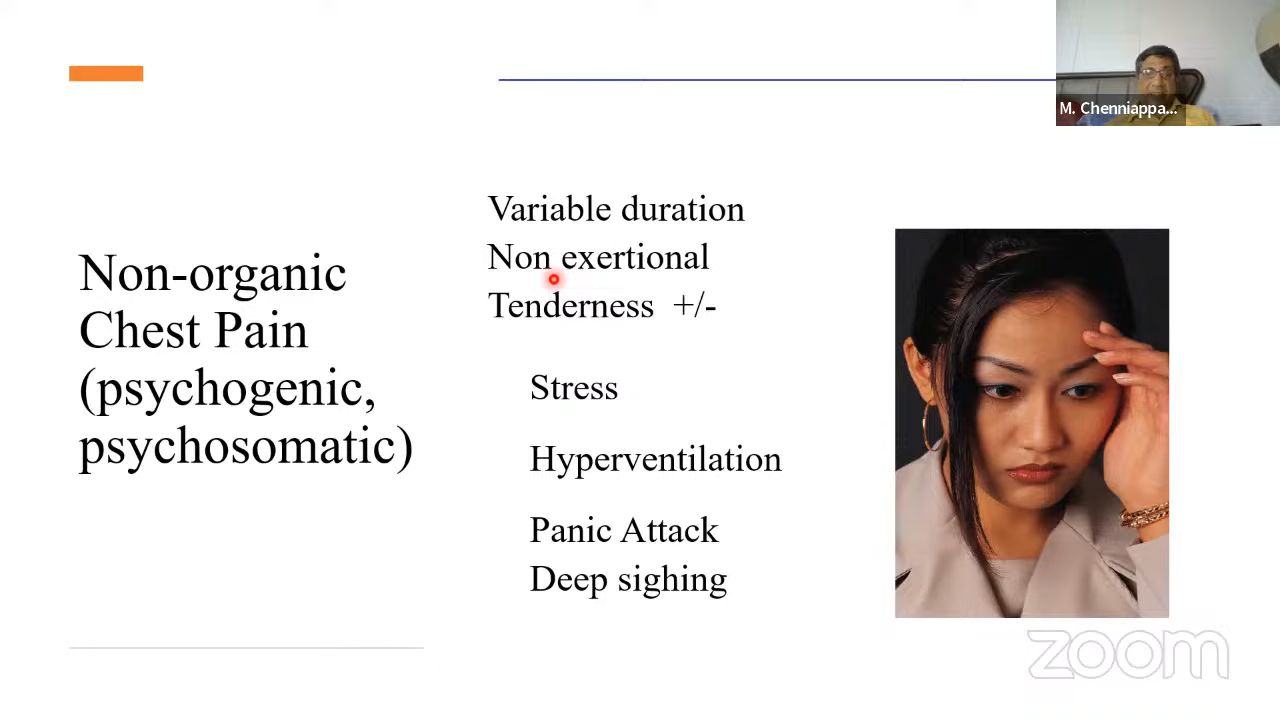 M. Chenniappa...
Non-organic
Chest Pain
(psychogenic,
psychosomatic)
Variable duration
Non exertional
Tenderness +/-
Stress
Hyperventilation
Panic Attack
Deep sighing
zoom